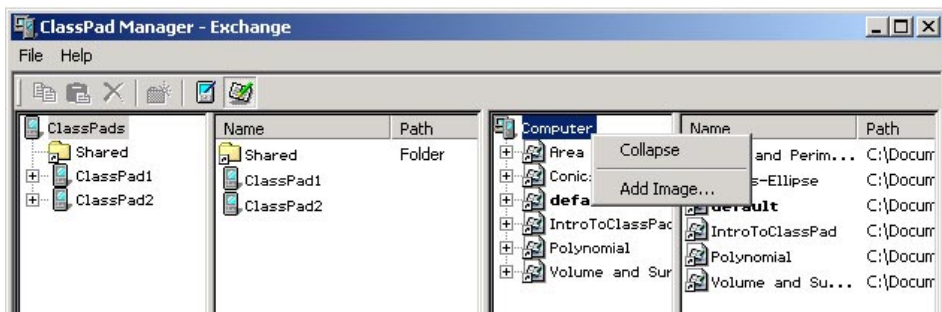 ClassPad Manager - Exchange
File Help
ClassPads
Shared
ClassPad1
ClassPad2
Name Path
Shared Folder
ClassPad1
ClassPad2
Computer
Area
Conic
defa
IntroToClassPad
Polynomial
Volume and Sur
Collapse
Add Image...
Name Path
and Perim... C:\Docum
s-Ellipse C:\Docum
default C:\Docum
IntroToClassPad C:\Docum
Polynomial C:\Docum
Volume and Su... C:\Docum